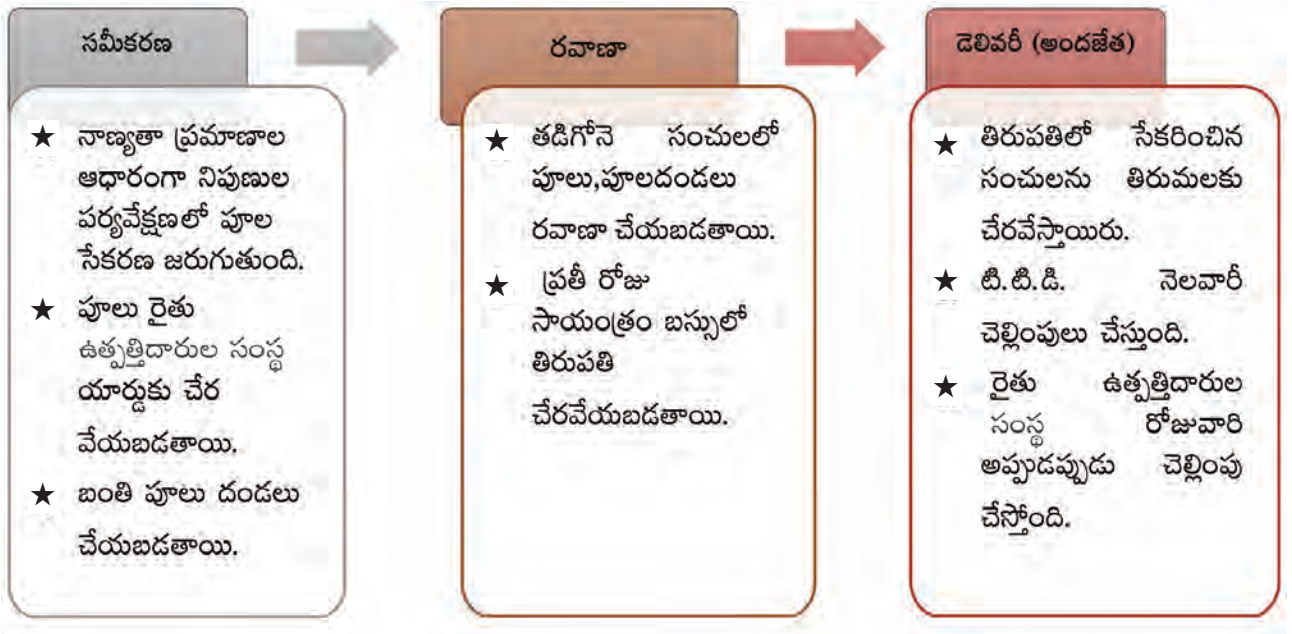 సమీకరణ
★ నాణ్యతా ప్రమాణాల
ఆధారంగా నిపుణుల
పర్యవేక్షణలో పూల
సేకరణ జరుగుతుంది.
★ పూలు రైతు
ఉత్పత్తిదారుల సంస్థ
యార్డుకు చేర
వేయబడతాయి.
★ బంతి పూలు దండలు
చేయబడతాయి.
రవాణా
★ తడిగోనె సంచులలో
పూలు,పూలదండలు
రవాణా చేయబడతాయి.
★ ప్రతీ రోజు
సాయంత్రం బస్సులో
తిరుపతి
చేరవేయబడతాయి.
డెలివరీ (అందజేత)
★ తిరుపతిలో సేకరించిన
సంచులను తిరుమలకు
చేరవేస్తాయిరు.
★ టి.టి.డి. నెలవారీ
చెల్లింపులు చేస్తుంది.
★ రైతు ఉత్పత్తిదారుల
సంస్థ రోజువారి
అప్పుడప్పుడు చెల్లింపు
చేస్తోంది.